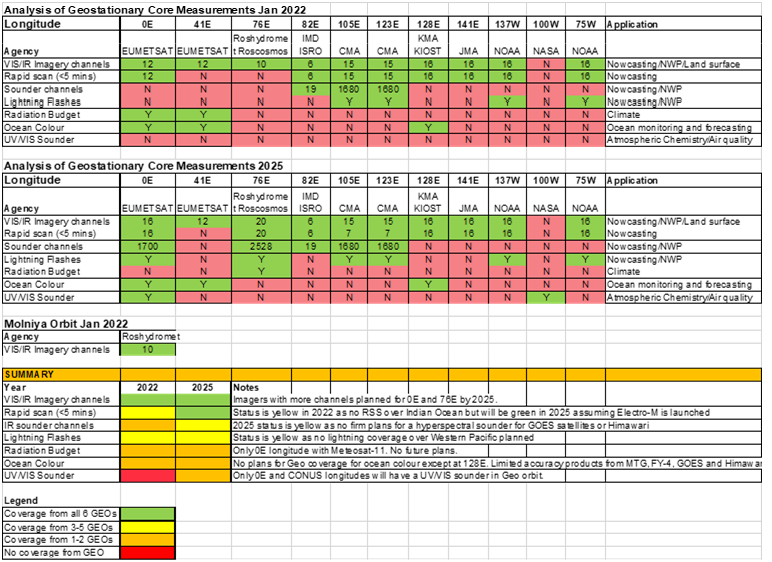 Analysis of Geostationary Core Measurements Jan 2022
Longitude 0E 41E 76E 82E 105E 123E 128E 141E 137W 100W 75W Application
Agency EUMETSAT EUMETSAT Roshydromet Roscosmos IMD ISRO CMA CMA KMA KIOST JMA NOAA NASA NOAA
VIS/IR Imagery channels 12 12 10 6 15 15 16 16 16 N 16 Nowcasting/NWP/Land surface
Rapid scan (<5 mins) 12 N N 6 15 15 16 16 16 N 16 Nowcasting
Sounder channels N N N 19 1680 1680 N N N N N Nowcasting/NWP
Lightning Flashes N N N N Y Y N N Y N Y Nowcasting/NWP
Radiation Budget Y Y N N N N N N N N N Climate
Ocean Colour Y Y N N N N Y N N N N Ocean monitoring and forecasting
UV/VIS Sounder N N N N N N N N N N N Atmospheric Chemistry/Air quality
Analysis of Geostationary Core Measurements 2025
Longitude 0E 41E 76E 82E 105E 123E 128E 141E 137W 100W 75W Application
Agency EUMETSAT EUMETSAT Roshydromet Roscosmos IMD ISRO CMA CMA KMA KIOST JMA NOAA NASA NOAA
VIS/IR Imagery channels 16 12 20 6 15 15 16 16 16 N 16 Nowcasting/NWP/Land surface
Rapid scan (<5 mins) 16 N 20 6 7 7 16 16 16 N 16 Nowcasting
Sounder channels 1700 N 2528 19 1680 1680 N N N N N Nowcasting/NWP
Lightning Flashes Y N Y N Y Y N N Y N Y Nowcasting/NWP
Radiation Budget N N Y N N N N N N N N Climate
Ocean Colour Y Y N N N N Y N N N N Ocean monitoring and forecasting
UV/VIS Sounder Y N N N N N N N N Y N Atmospheric Chemistry/Air quality
Molniya Orbit Jan 2022
Agency Roshydromet
VIS/IR Imagery channels 10
SUMMARY
Year 2022 2025 Notes
VIS/IR Imagery channels Imagers with more channels planned for 0E and 76E by 2025.
Rapid scan (<5 mins) Status is yellow in 2022 as no RSS over Indian Ocean but will be green in 2025 assuming Electro-M is launched
IR sounder channels 2025 status is yellow as no firm plans for a hyperspectral sounder for GOES satellites or Himawari
Lightning Flashes Status is yellow as no lightning coverage over Western Pacific planned
Radiation Budget Only 0E longitude with Meteosat-11. No future plans.
Ocean Colour No plans for Geo coverage for ocean colour except at 128E. Limited accuracy products from MTG, FY-4, GOES and Himawar
UV/VIS Sounder Only 0E and CONUS longitudes will have a UV/VIS sounder in Geo orbit.
Legend
Coverage from all 6 GEOs
Coverage from 3-5 GEOs
Coverage from 1-2 GEOs
No coverage from GEO